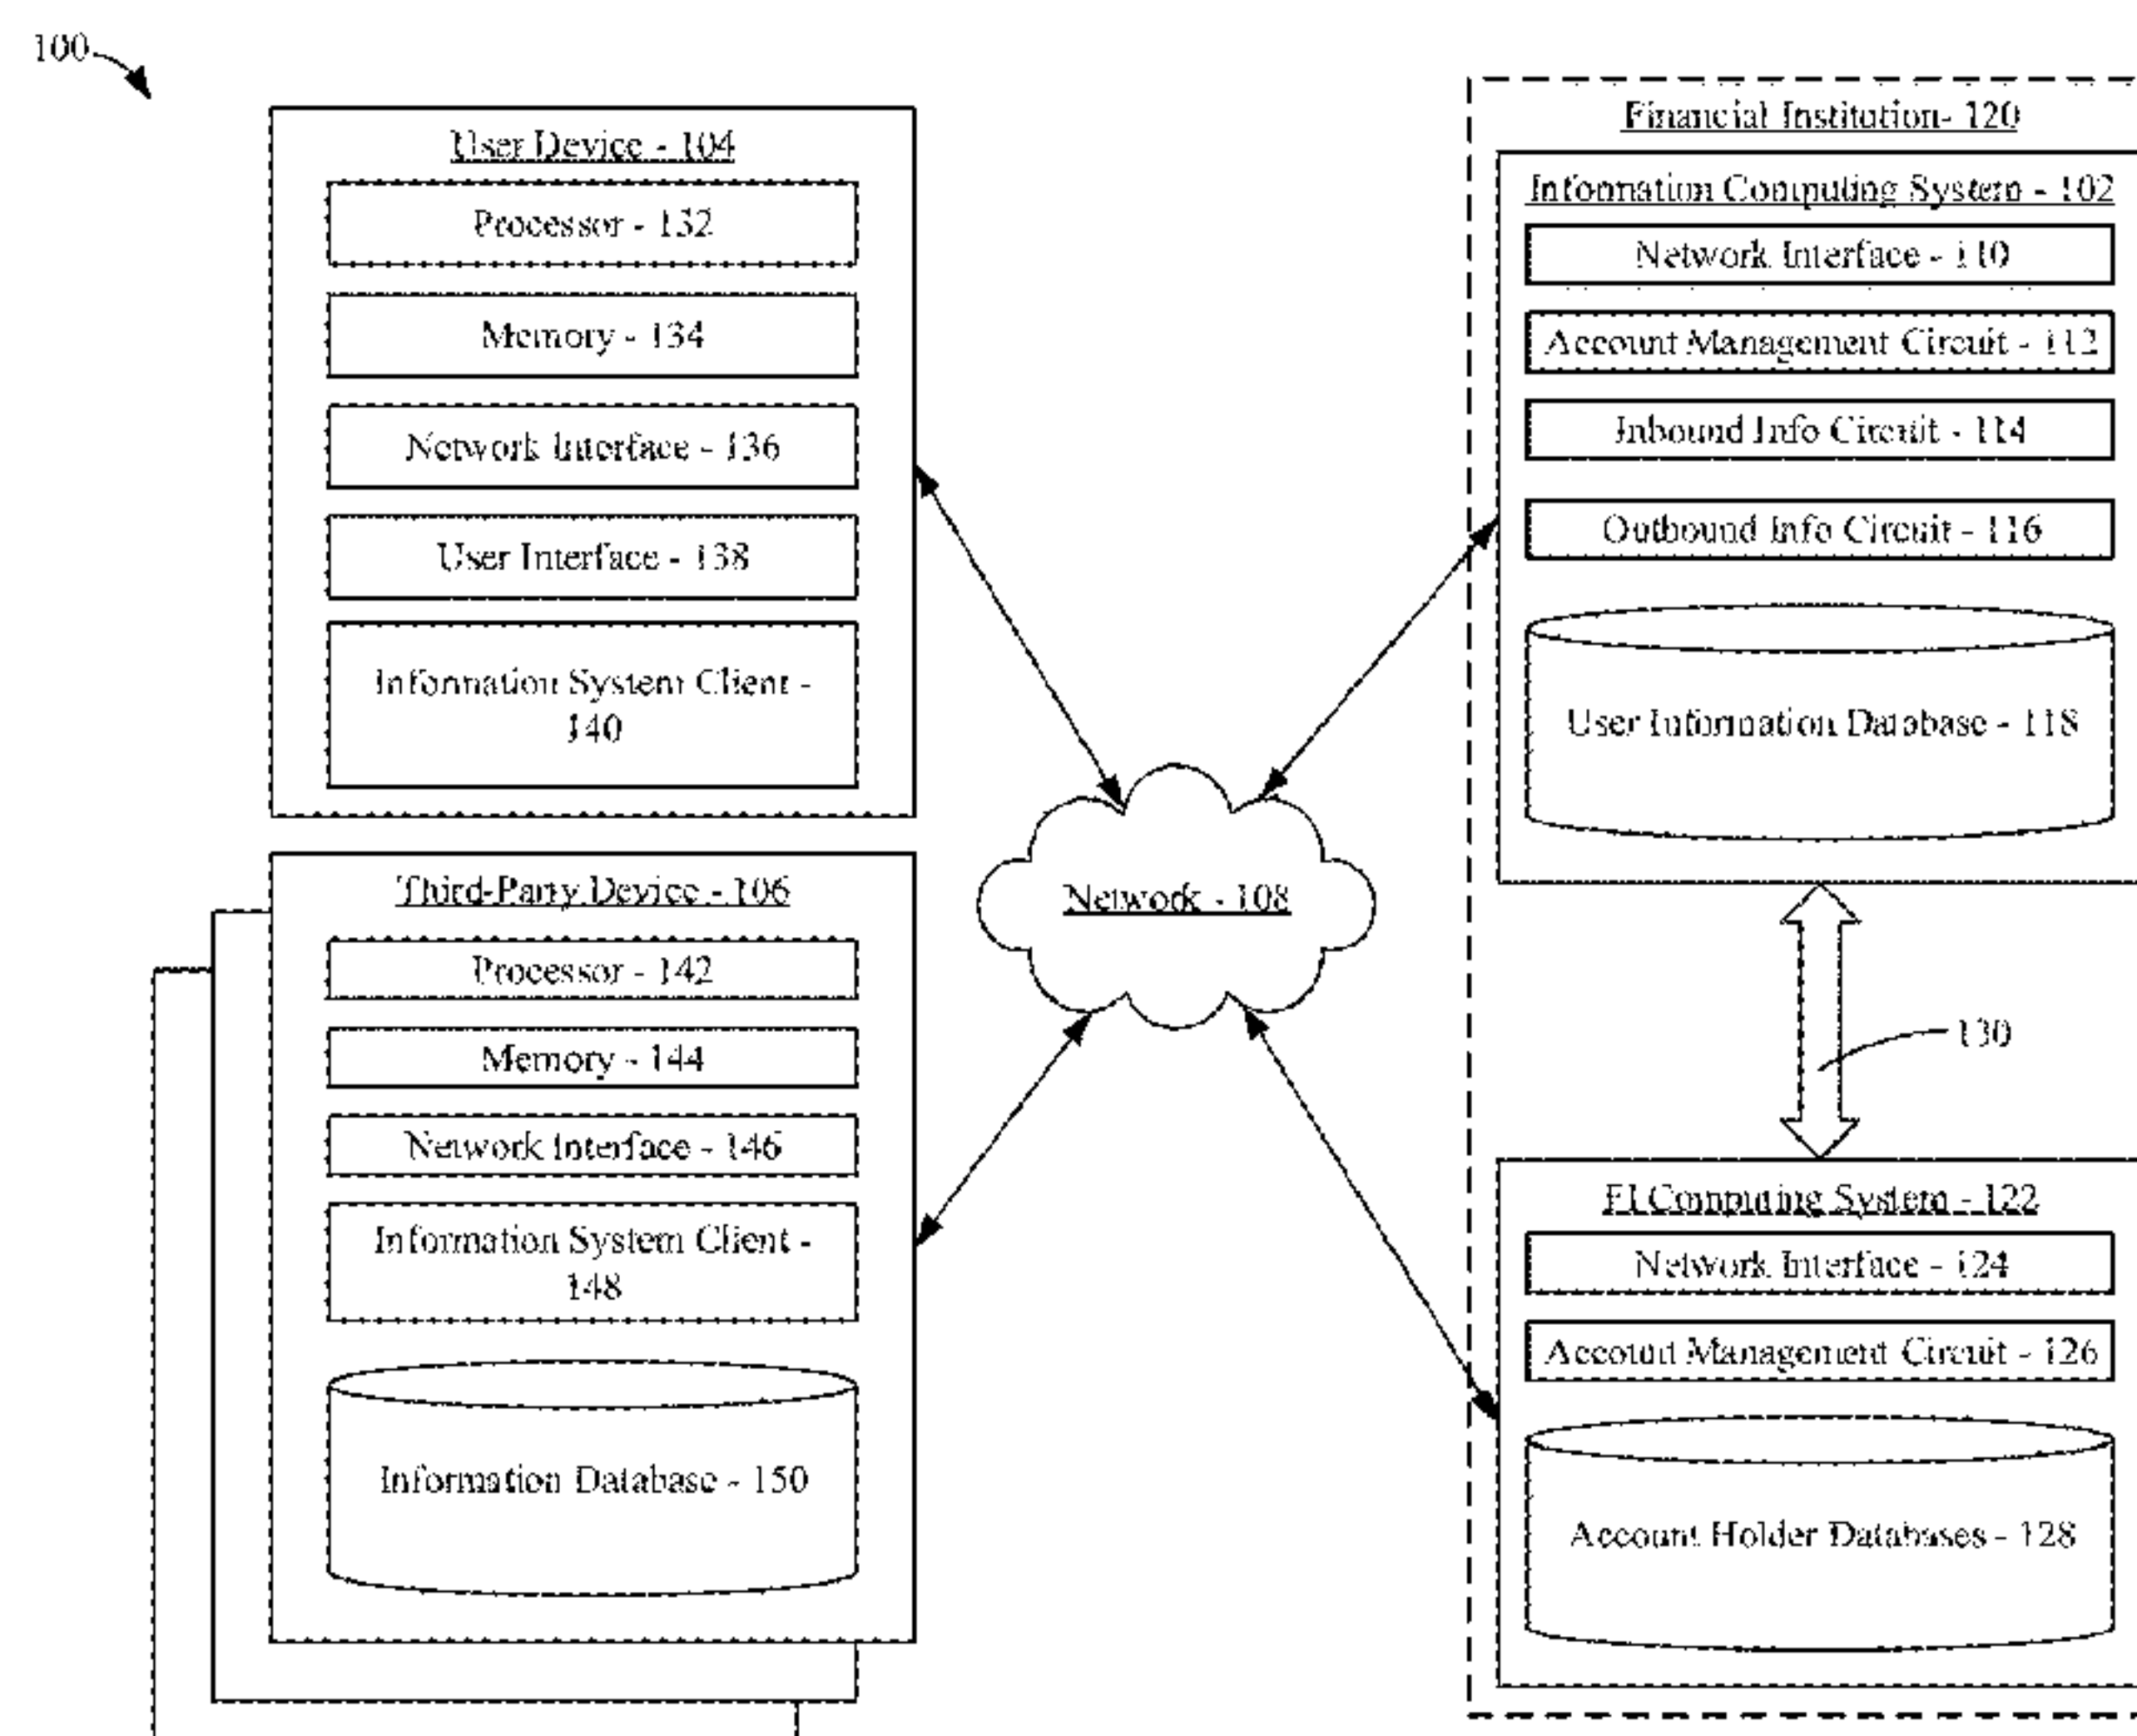 100
User Device - 104
Processor - 132
Memory - 134
Network Interface - 136
User Interface - 138
Information System Client -
140
Third-Party Device - 106
Processor - 142
Memory - 144
Network Interface - 146
Information System Client -
148
Information Database - 150
Network - 108
Financial Institution- 120
Information Computing System - 102
Network Interface - 110
Account Management Circuit - 112
Inbound Info Circuit - 114
Outbound Info Circuit - 116
User Information Database - 118
130
FI Computing System - 122
Network Interface - 124
Account Management Circuit - 126
Account Holder Databases - 128